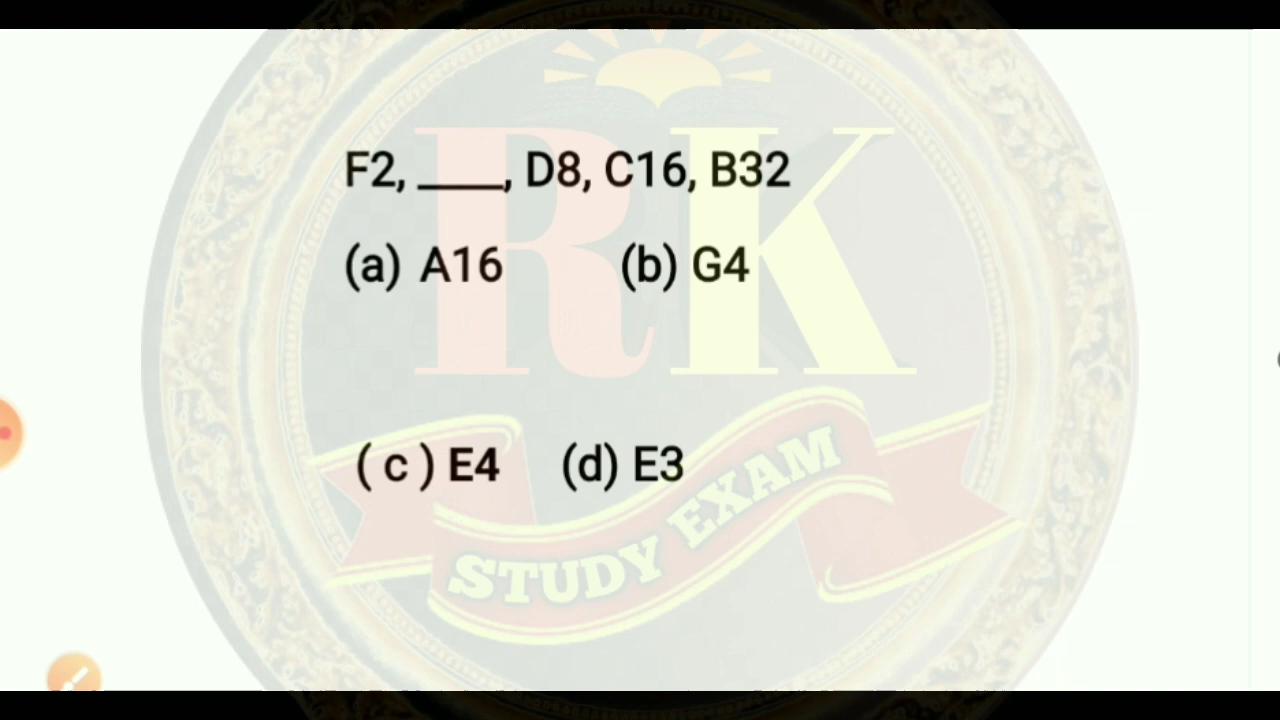 F2, ____, D8, C16, B32
(a) A16 (b) G4
( c ) E4 (d) E3
RK
STUDY EXAM